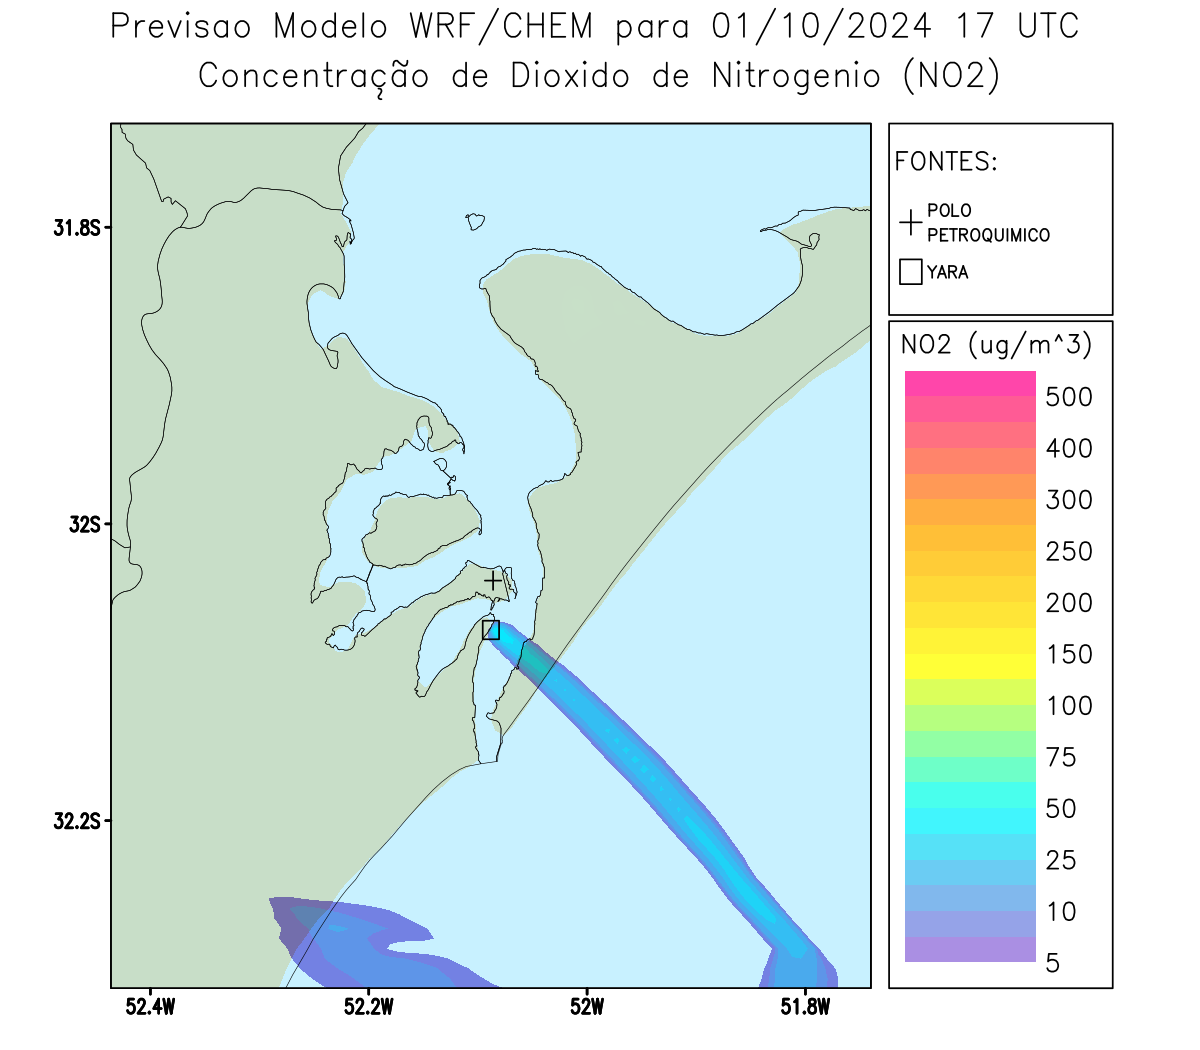 Previsao Modelo WRF/CHEM para 01/10/2024 17 UTC
Concentração de Dioxido de Nitrogenio (NO2)
FONTES:
POLO
PETROQUIMICO
YARA
31.8S
32S
32.2S
52.4W
52.2W
52W
51.8W
NO2 (ug/m^3)
500
400
300
250
200
150
100
75
50
25
10
5